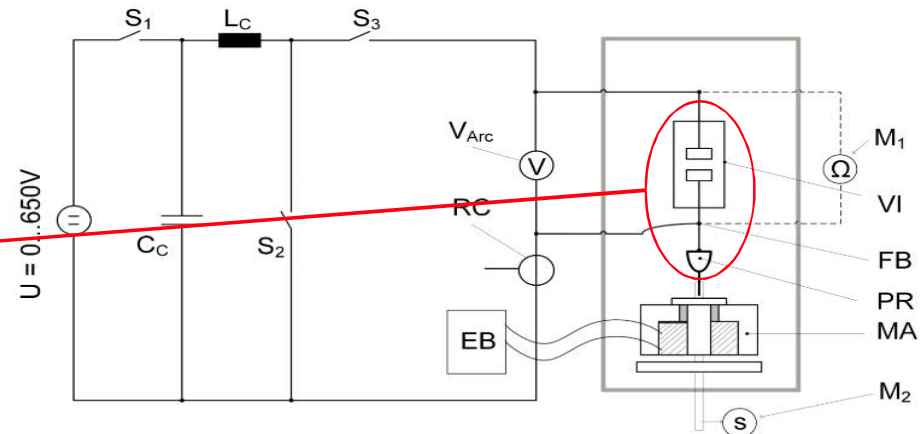 S1
LC
S3
VArc
V
M1
Ω
U = 0...650V
=
CC
S2
RC
VI
FB
PR
EB
MA
M2
s